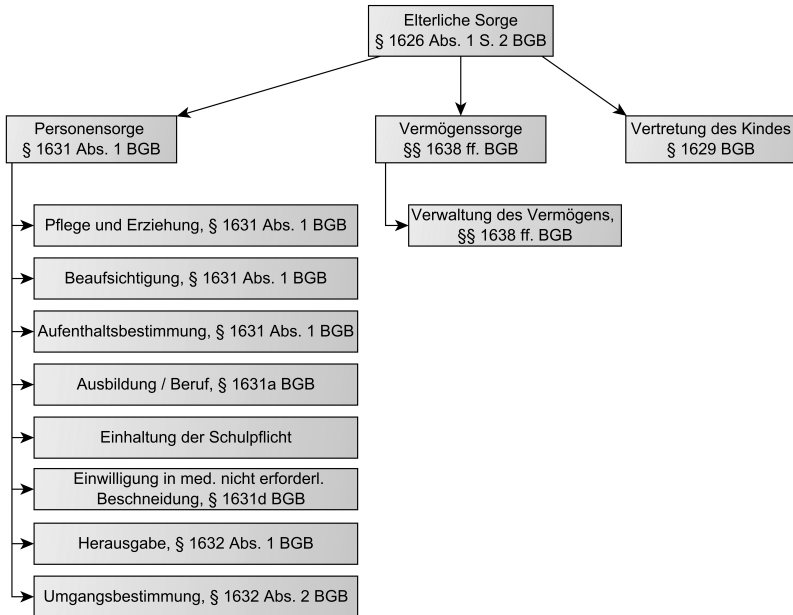 Elterliche Sorge
§ 1626 Abs. 1 S. 2 BGB
Personensorge
§ 1631 Abs. 1 BGB
Vermögenssorge
§§ 1638 ff. BGB
Vertretung des Kindes
§ 1629 BGB
Pflege und Erziehung, § 1631 Abs. 1 BGB
Beaufsichtigung, § 1631 Abs. 1 BGB
Aufenthaltsbestimmung, § 1631 Abs. 1 BGB
Ausbildung / Beruf, § 1631a BGB
Einhaltung der Schulpflicht
Einwilligung in med. nicht erforderl.
Beschneidung, § 1631d BGB
Herausgabe, § 1632 Abs. 1 BGB
Umgangsbestimmung, § 1632 Abs. 2 BGB
Verwaltung des Vermögens,
§§ 1638 ff. BGB